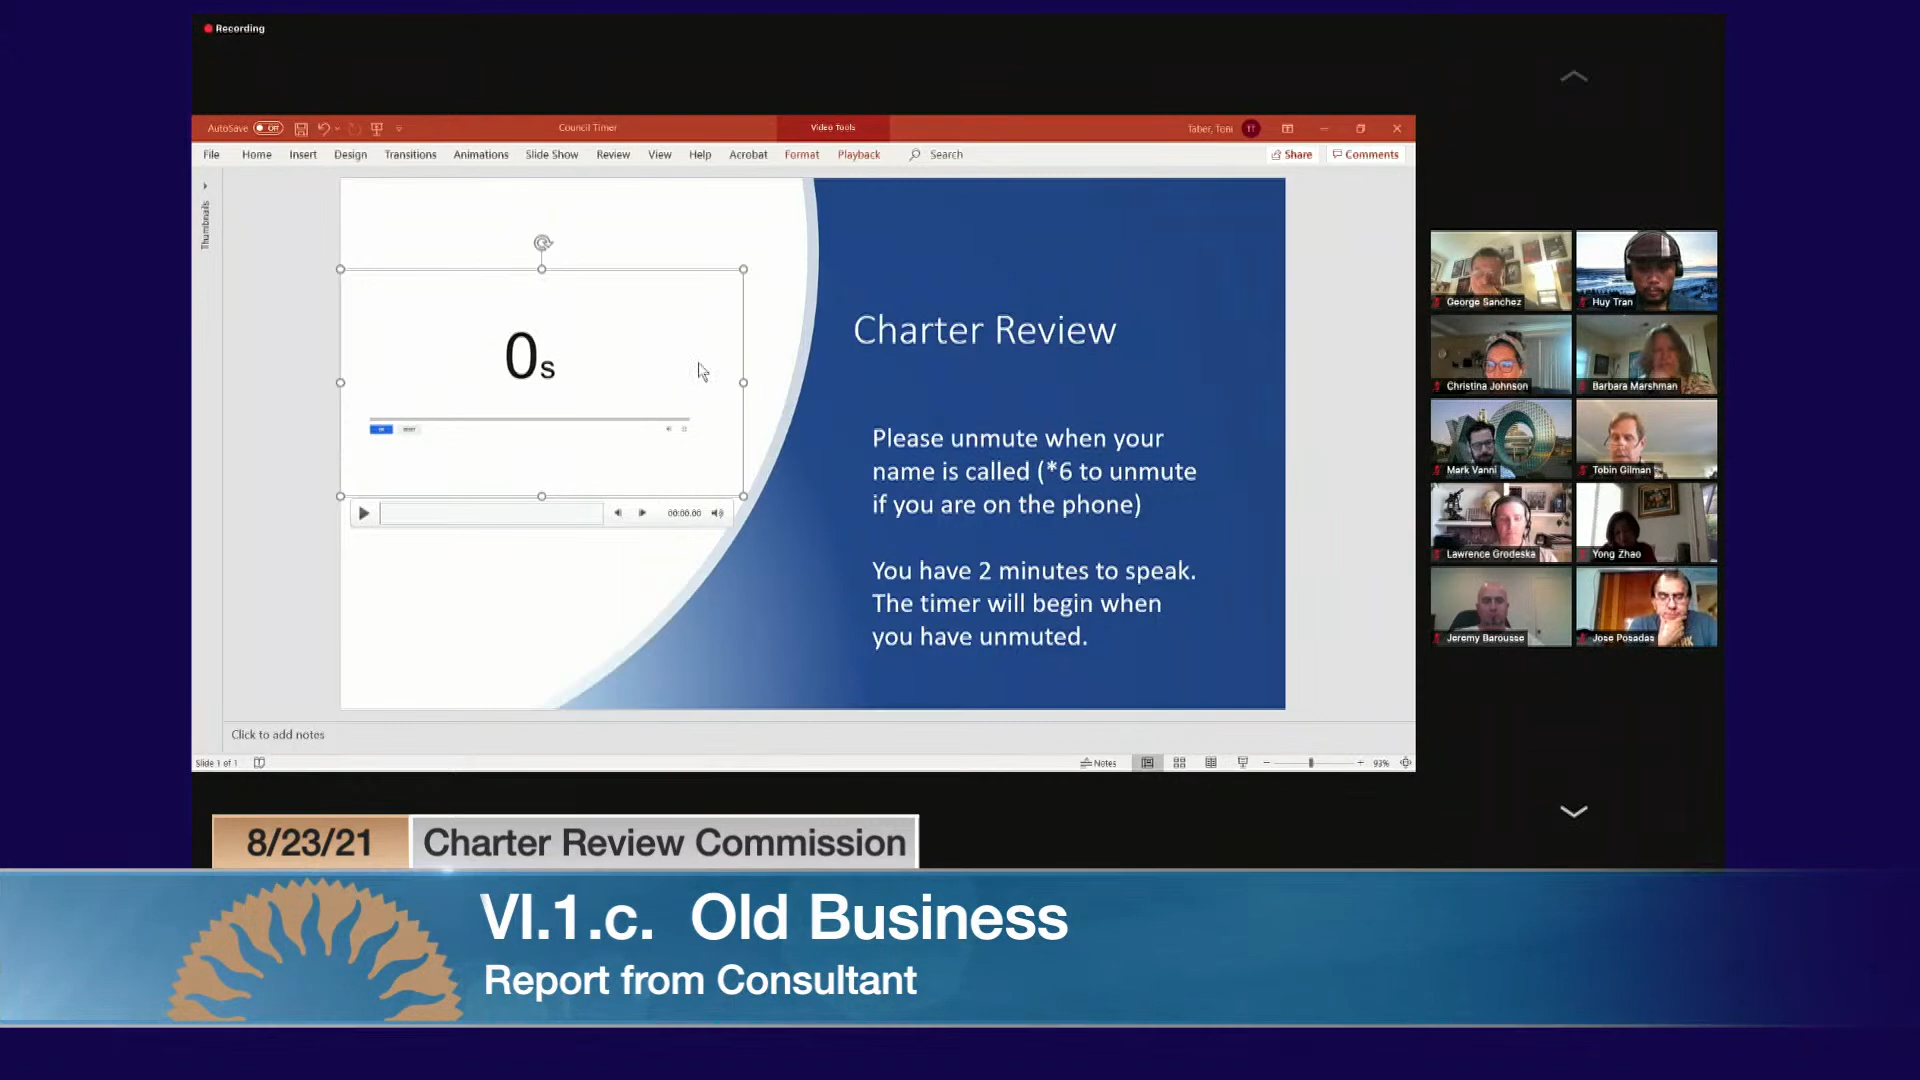 Recording
AutoSave Off
Council Timer
Video Tools
Taber, Toni
TT
File Home Insert Design Transitions Animations Slide Show Review View Help Acrobat Format Playback Search
Share Comments
Thumbnails
0s
00:00.00
Charter Review
Please unmute when your
name is called (*6 to unmute
if you are on the phone)
You have 2 minutes to speak.
The timer will begin when
you have unmuted.
George Sanchez
Huy Tran
Christina Johnson
Barbara Marshman
Mark Vanni
Tobin Gilman
Lawrence Grodeska
Yong Zhao
Jeremy Barousse
Jose Posadas
Click to add notes
Slide 1 of 1
Notes
93%
8/23/21 Charter Review Commission
VI.1.c. Old Business
Report from Consultant